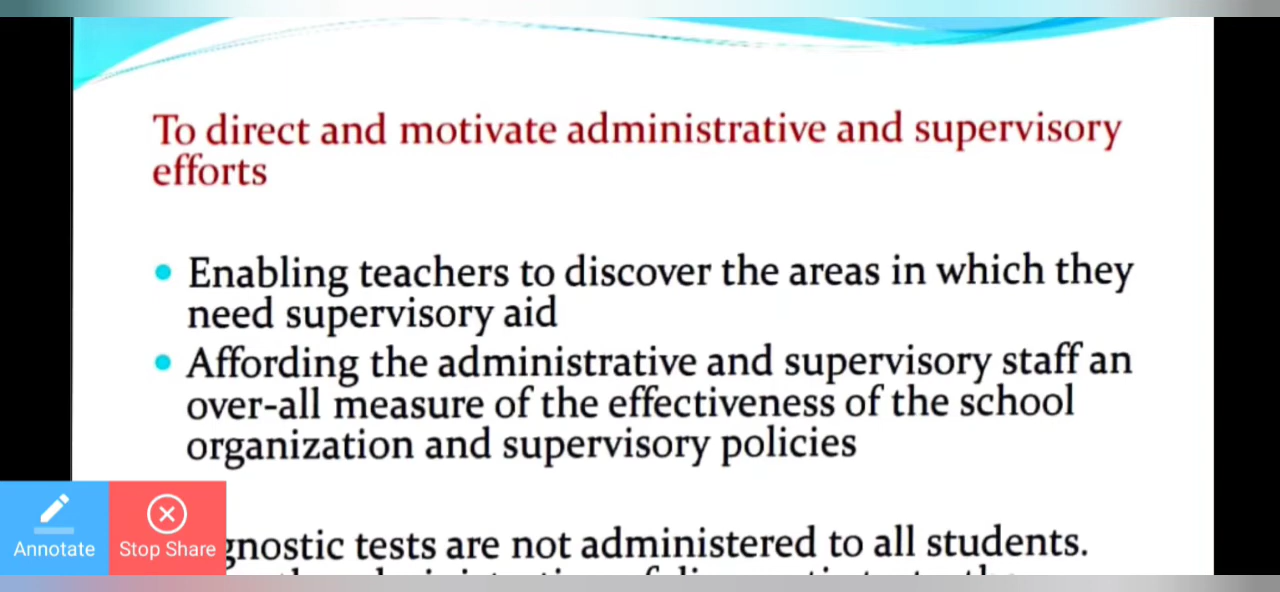 To direct and motivate administrative and supervisory
efforts
Enabling teachers to discover the areas in which they
need supervisory aid
Affording the administrative and supervisory staff an
over-all measure of the effectiveness of the school
organization and supervisory policies
tests are not administered to all students.
Annotate
Stop Share